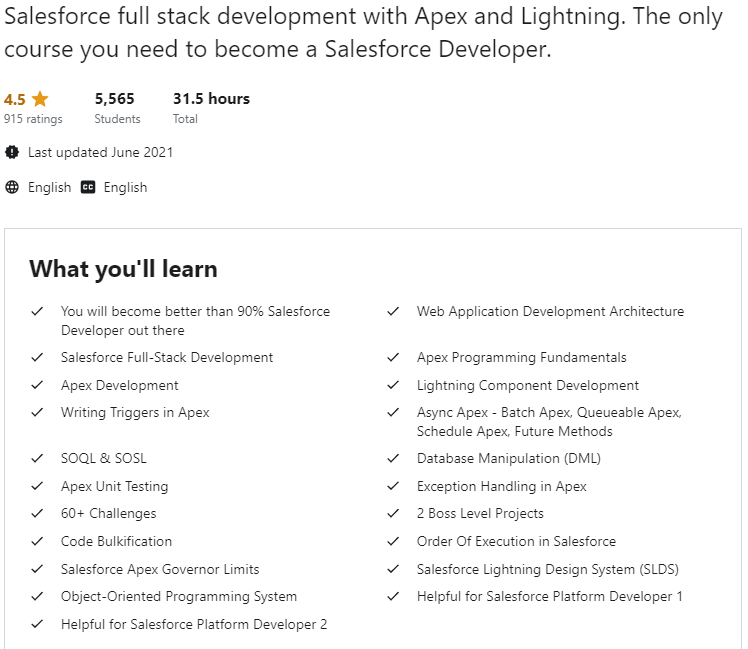 Salesforce full stack development with Apex and Lightning. The only
course you need to become a Salesforce Developer.
4.5
5,565
31.5 hours
915 ratings
Students
Total
Last updated June 2021
English
CC
English
What you'll learn
You will become better than 90% Salesforce
Developer out there
Web Application Development Architecture
Salesforce Full-Stack Development
Apex Programming Fundamentals
Apex Development
Lightning Component Development
Writing Triggers in Apex
Async Apex - Batch Apex, Queueable Apex,
Schedule Apex, Future Methods
SOQL & SOSL
Database Manipulation (DML)
Apex Unit Testing
Exception Handling in Apex
60+ Challenges
2 Boss Level Projects
Code Bulkification
Order Of Execution in Salesforce
Salesforce Apex Governor Limits
Salesforce Lightning Design System (SLDS)
Object-Oriented Programming System
Helpful for Salesforce Platform Developer 1
Helpful for Salesforce Platform Developer 2